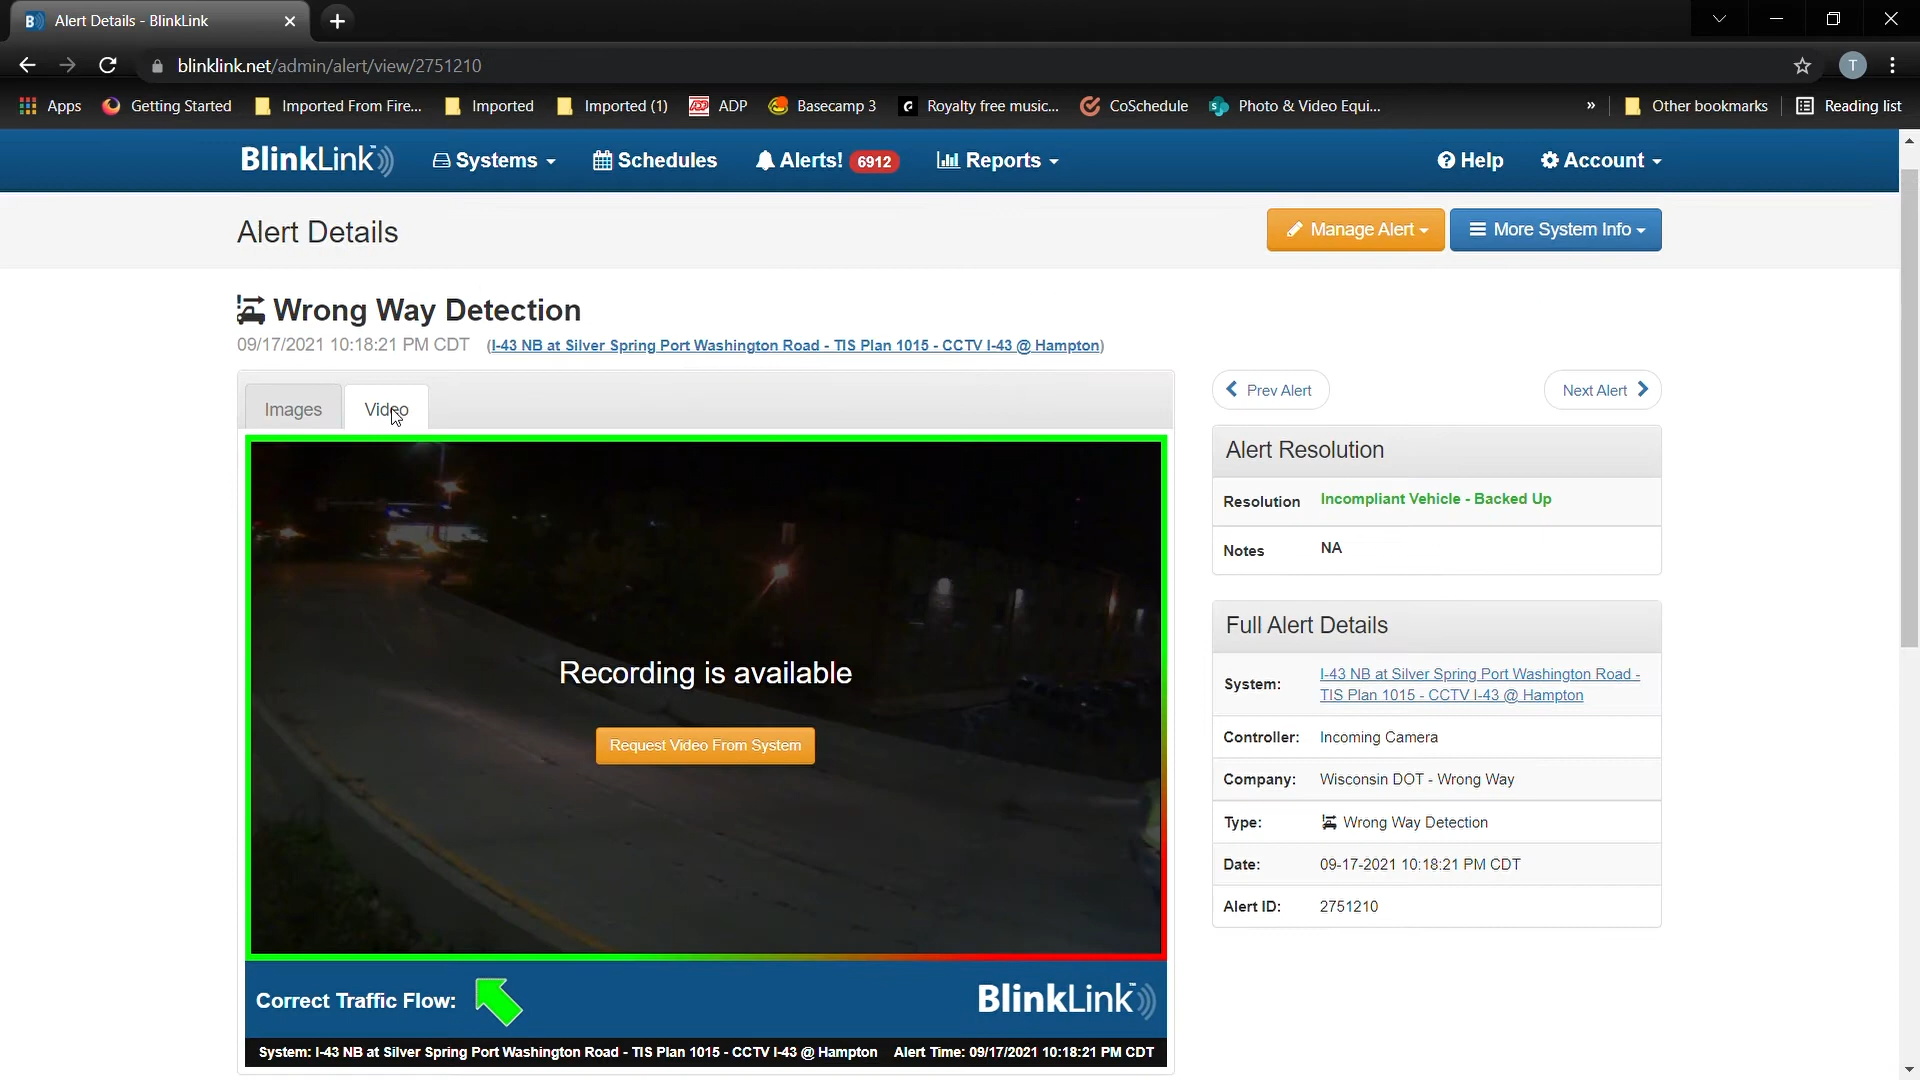 Alert Details - BlinkLink
blinklink.net/admin/alert/view/2751210
T
Apps
Getting Started
Imported From Fire...
Imported
Imported (1)
ADP
Basecamp 3
Royalty free music...
CoSchedule
Photo & Video Equi...
»
Other bookmarks
Reading list
BlinkLink™
Systems
Schedules
Alerts! 6912
Reports
Help
Account
Alert Details
Manage Alert
More System Info
Wrong Way Detection
09/17/2021 10:18:21 PM CDT (I-43 NB at Silver Spring Port Washington Road - TIS Plan 1015 - CCTV I-43 @ Hampton)
Images
Video
Prev Alert
Next Alert
Recording is available
Request Video From System
Correct Traffic Flow:
BlinkLink™
System: I-43 NB at Silver Spring Port Washington Road - TIS Plan 1015 - CCTV I-43 @ Hampton Alert Time: 09/17/2021 10:18:21 PM CDT
Alert Resolution
Resolution Incompliant Vehicle - Backed Up
Notes NA
Full Alert Details
System: I-43 NB at Silver Spring Port Washington Road -
TIS Plan 1015 - CCTV I-43 @ Hampton
Controller: Incoming Camera
Company: Wisconsin DOT - Wrong Way
Type: Wrong Way Detection
Date: 09-17-2021 10:18:21 PM CDT
Alert ID: 2751210